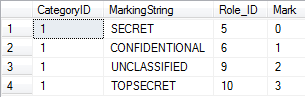 CategoryID MarkingString Role_ID Mark
1 1 SECRET 5 0
2 1 CONFIDENTIONAL 6 1
3 1 UNCLASSIFIED 9 2
4 1 TOPSECRET 10 3